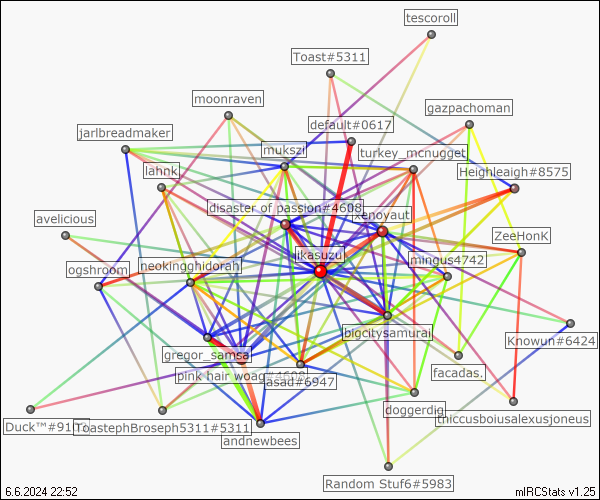 tescoroll
Toast#5311
moonraven
gazpachoman
default#0617
jarlbreadmaker
mukszi
turkey_mcnugget
lahnk
Heighleaigh#8575
disaster of passion#4608
xenoyaut
avelicious
ZeeHonK
ikasuzu
mingus4742
ogshroom
neokingghidorah
bigcitysamurai
Knowun#6424
gregor_samsa
pink hair woag#4608
facadas.
asad#6947
doggerdig
thiccusboiusalexusjoneus
Duck™#91
ToastephBroseph5311#5311
andnewbees
Random Stuf6#5983
6.6.2024 22:52
mIRCStats v1.25